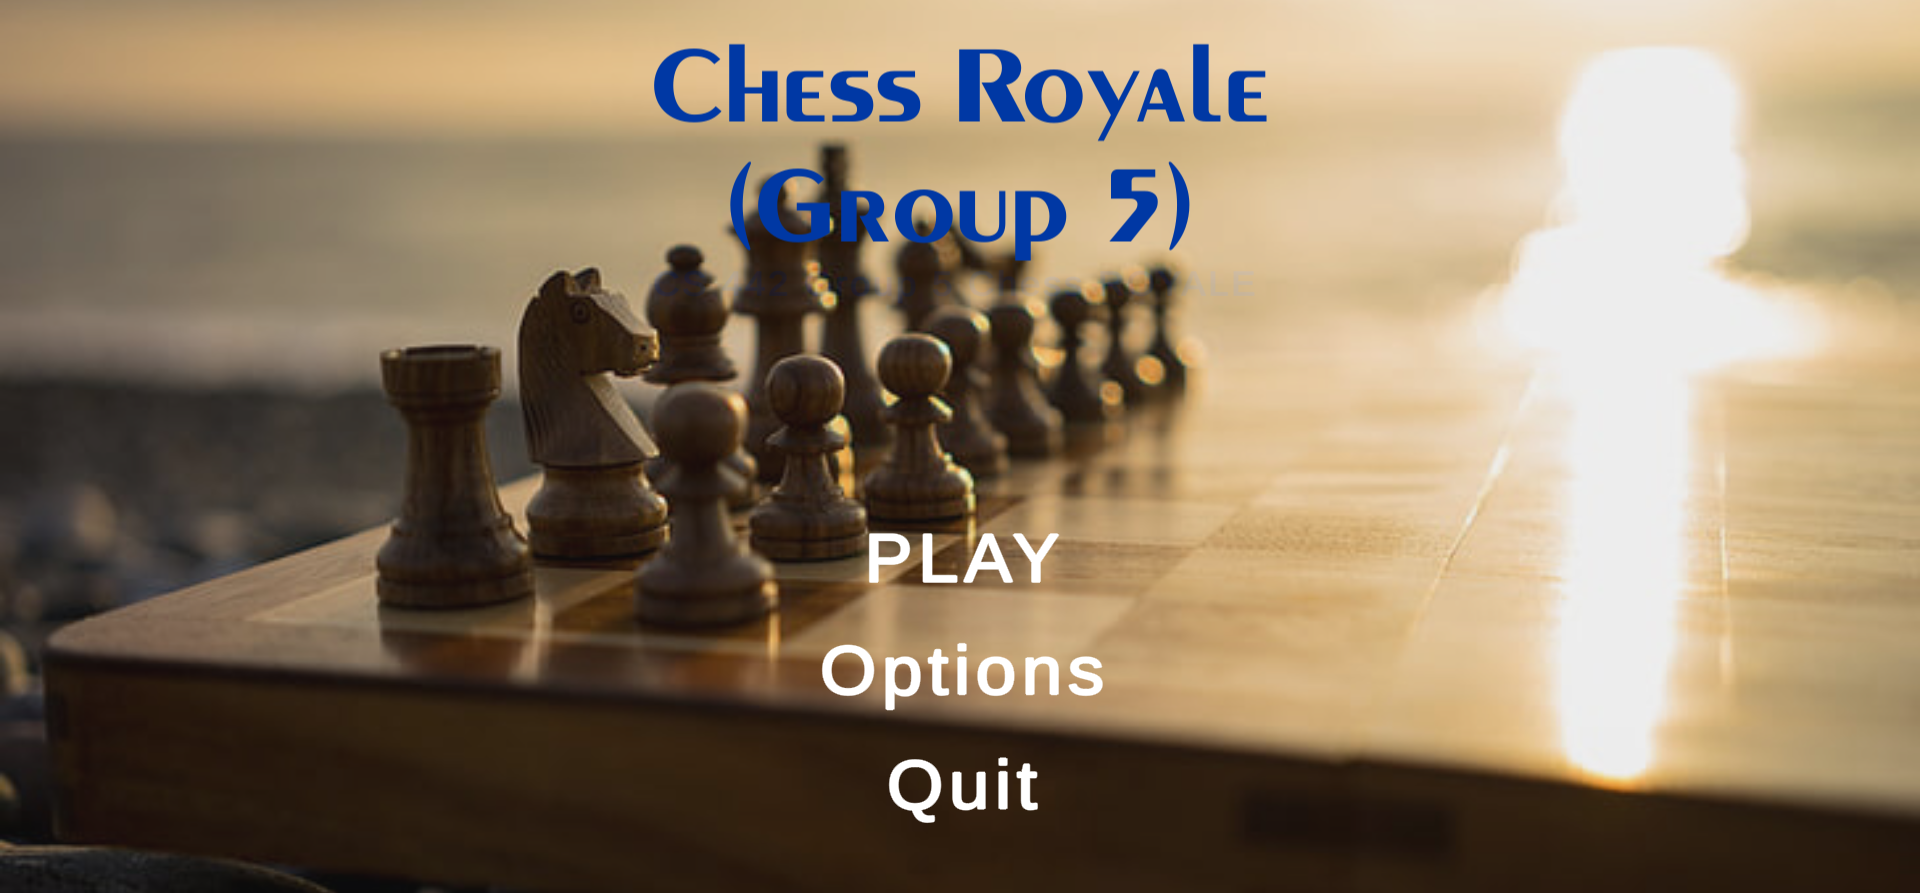 Chess Royale
(Group 5)
PLAY
Options
Quit